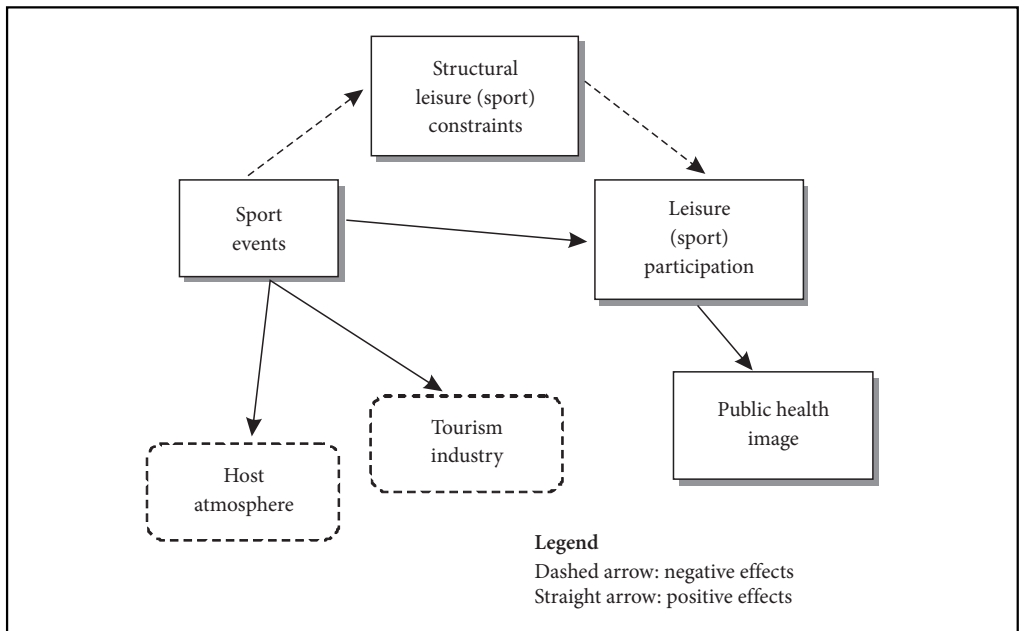 Structural
leisure (sport)
constraints
Sport
events
Leisure
(sport)
participation
Public health
image
Tourism
industry
Host
atmosphere
Legend
Dashed arrow: negative effects
Straight arrow: positive effects